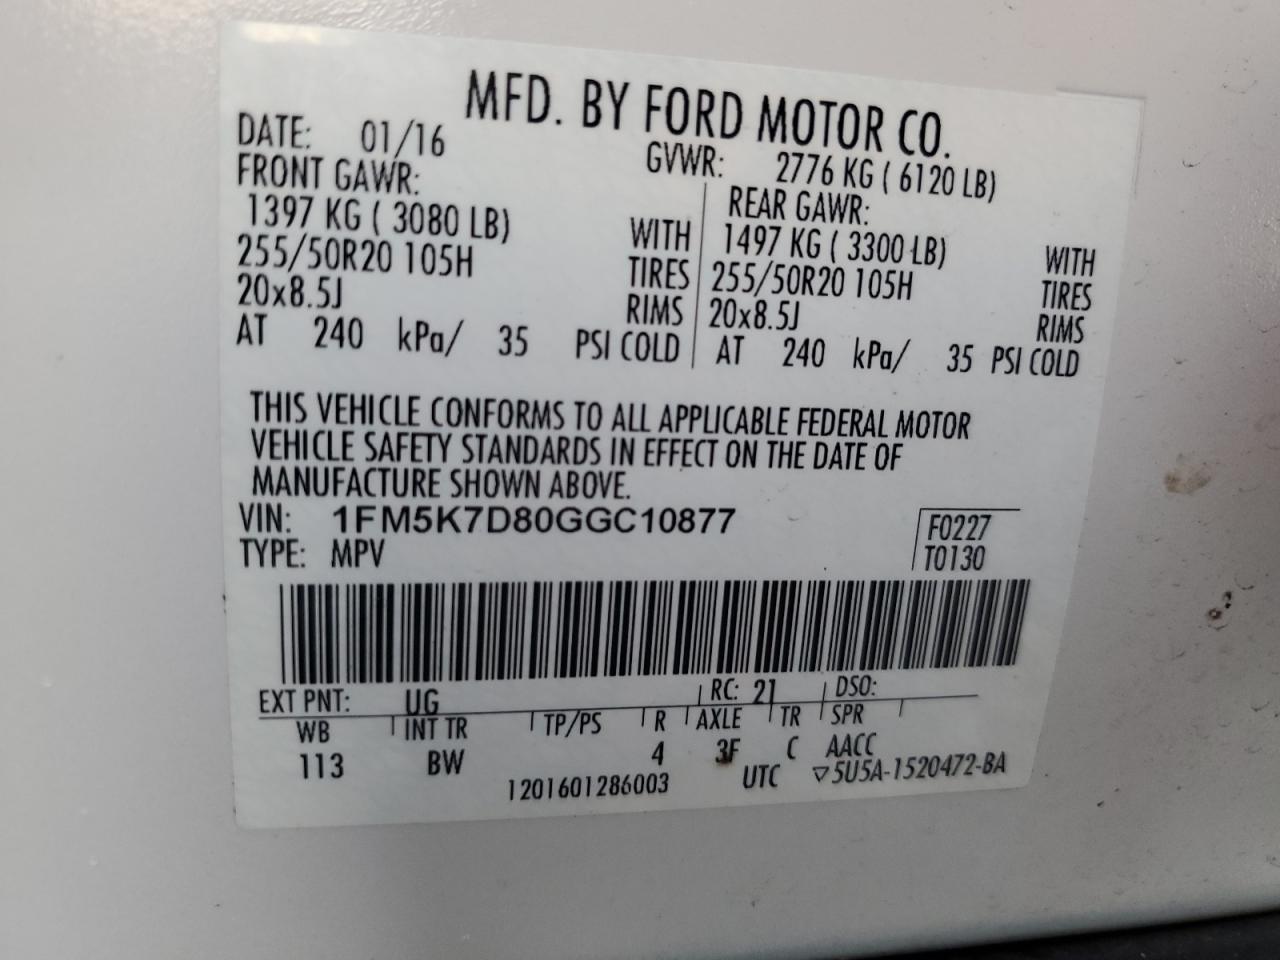 MFD. BY FORD MOTOR CO.
DATE: 01/16
GVWR: 2776 KG ( 6120 LB)
FRONT GAWR:
1397 KG ( 3080 LB) WITH
255/50R20 105H TIRES
20x8.5J RIMS
AT 240 kPa/ 35 PSI COLD
REAR GAWR:
1497 KG ( 3300 LB) WITH
255/50R20 105H TIRES
20x8.5J RIMS
AT 240 kPa/ 35 PSI COLD
THIS VEHICLE CONFORMS TO ALL APPLICABLE FEDERAL MOTOR
VEHICLE SAFETY STANDARDS IN EFFECT ON THE DATE OF
MANUFACTURE SHOWN ABOVE.
VIN: 1FM5K7D80GGC10877
TYPE: MPV
F0227
T0130
EXT PNT: UG RC: 21 DSO:
WB INT TR TP/PS R AXLE TR SPR
113 BW 4 3F C AACC
1201601286003 UTC ▽5U5A-1520472-BA